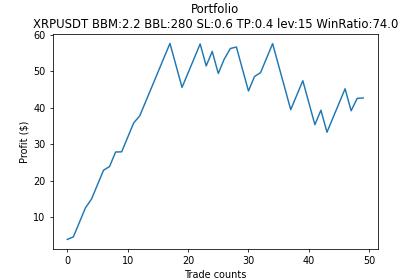 Portfolio
XRPUSDT BBM:2.2 BBL:280 SL:0.6 TP:0.4 lev:15 WinRatio:74.0
60
50
40
30
20
10
Profit ($)
0 10 20 30 40 50
Trade counts